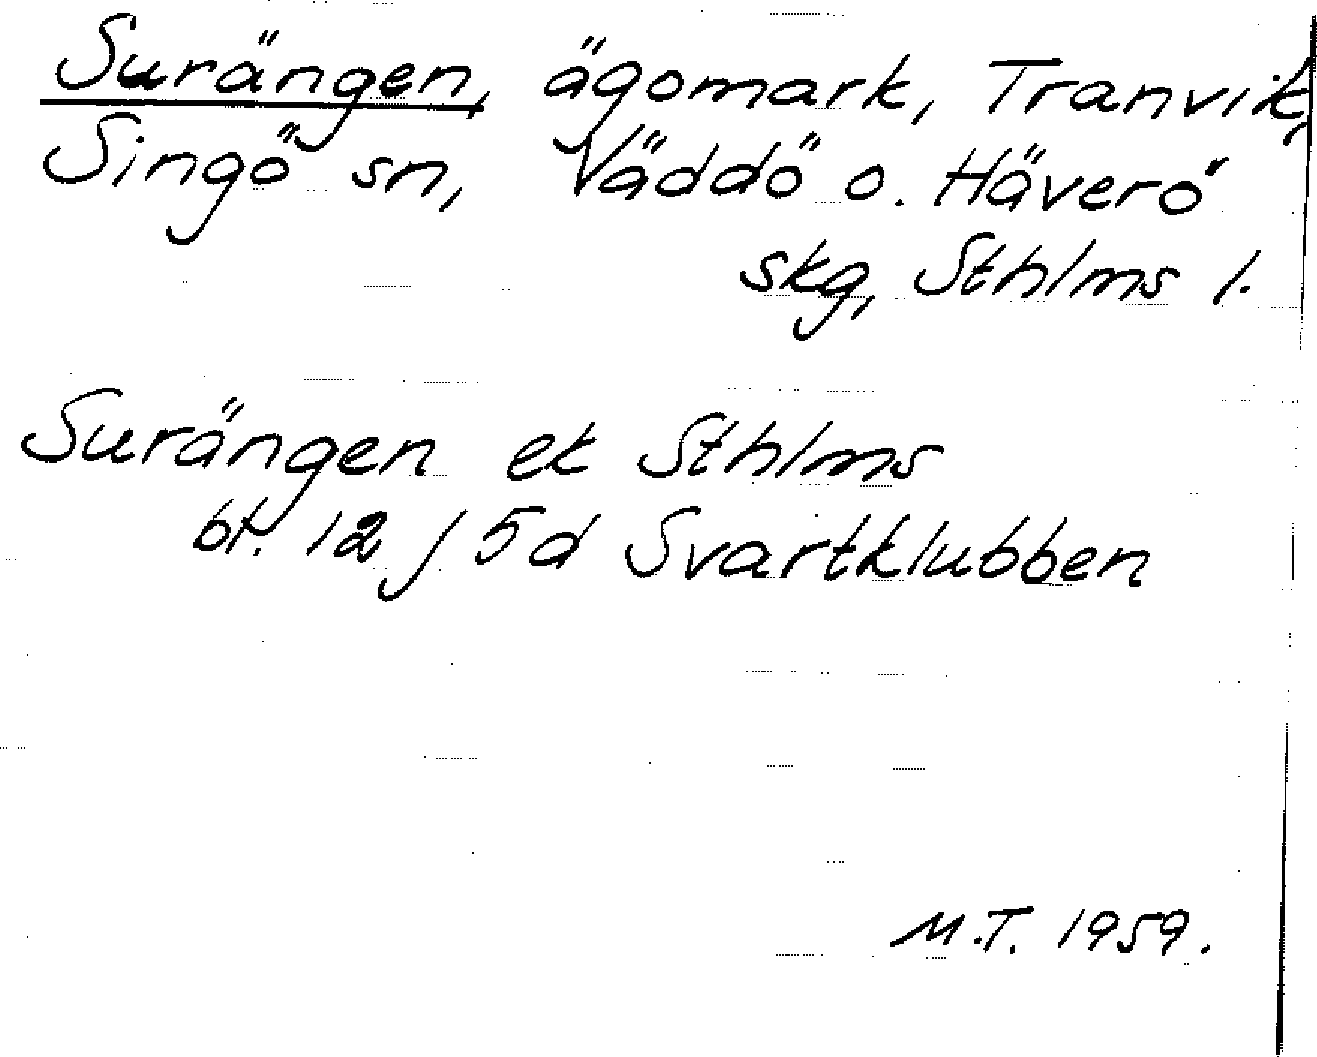 Surängen, ägomark, Tranvik,
Singö sn, Väddö o. Häverö
skg, Sthlms l.
Surängen ek Sthlms
bl. 12 / 5d Svartklubben
M.T. 1959.